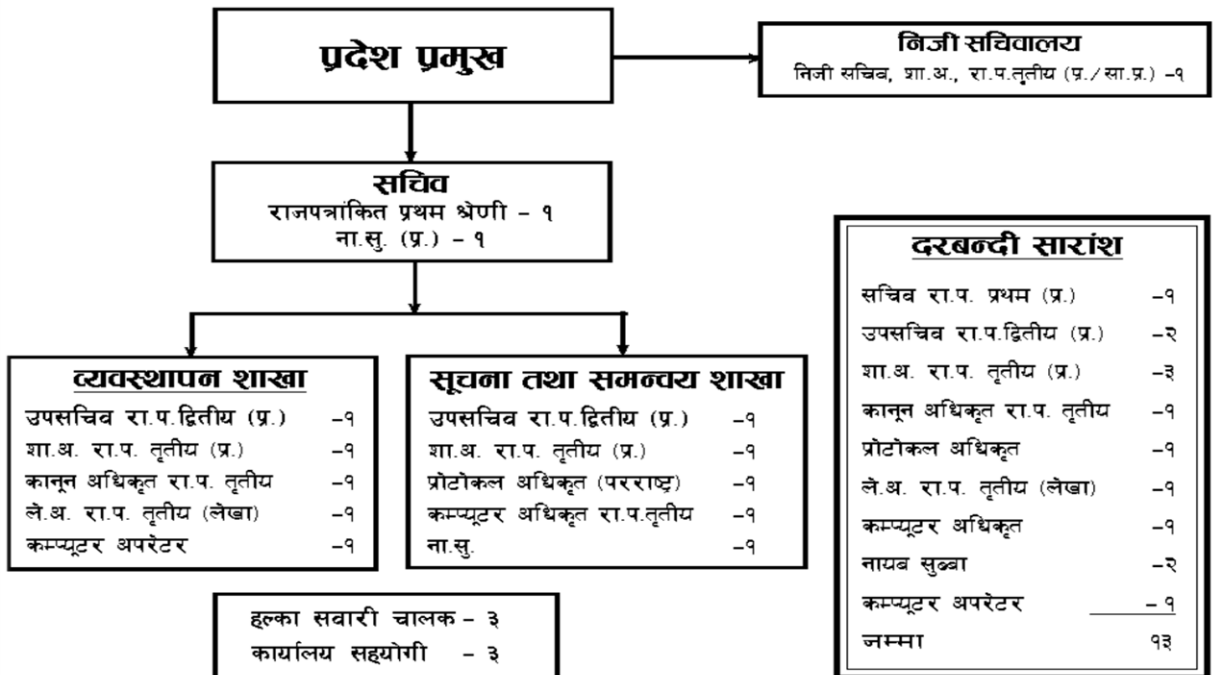 प्रदेश प्रमुख
निजी सचिवालय
निजी सचिव, शा.अ., रा.प.तृतीय (प्र./सा.प्र.) -१
सचिव
राजपत्रांकित प्रथम श्रेणी - १
ना.सु. (प्र.) - १
व्यवस्थापन शाखा
उपसचिव रा.प.द्वितीय (प्र.) -१
शा.अ. रा.प. तृतीय (प्र.) -१
कानून अधिकृत रा.प. तृतीय -१
ले.अ. रा.प. तृतीय (लेखा) -१
कम्प्यूटर अपरेटर -१
सूचना तथा समन्वय शाखा
उपसचिव रा.प.द्वितीय (प्र.) -१
शा.अ. रा.प. तृतीय (प्र.) -१
प्रोटोकल अधिकृत (परराष्ट्र) -१
कम्प्यूटर अधिकृत रा.प.तृतीय -१
ना.सु. -१
हल्का सवारी चालक - ३
कार्यालय सहयोगी - ३
दरबन्दी सारांश
सचिव रा.प. प्रथम (प्र.) -१
उपसचिव रा.प.द्वितीय (प्र.) -२
शा.अ. रा.प. तृतीय (प्र.) -३
कानून अधिकृत रा.प. तृतीय -१
प्रोटोकल अधिकृत -१
ले.अ. रा.प. तृतीय (लेखा) -१
कम्प्यूटर अधिकृत -१
नायब सुब्बा -२
कम्प्यूटर अपरेटर - १
जम्मा १३